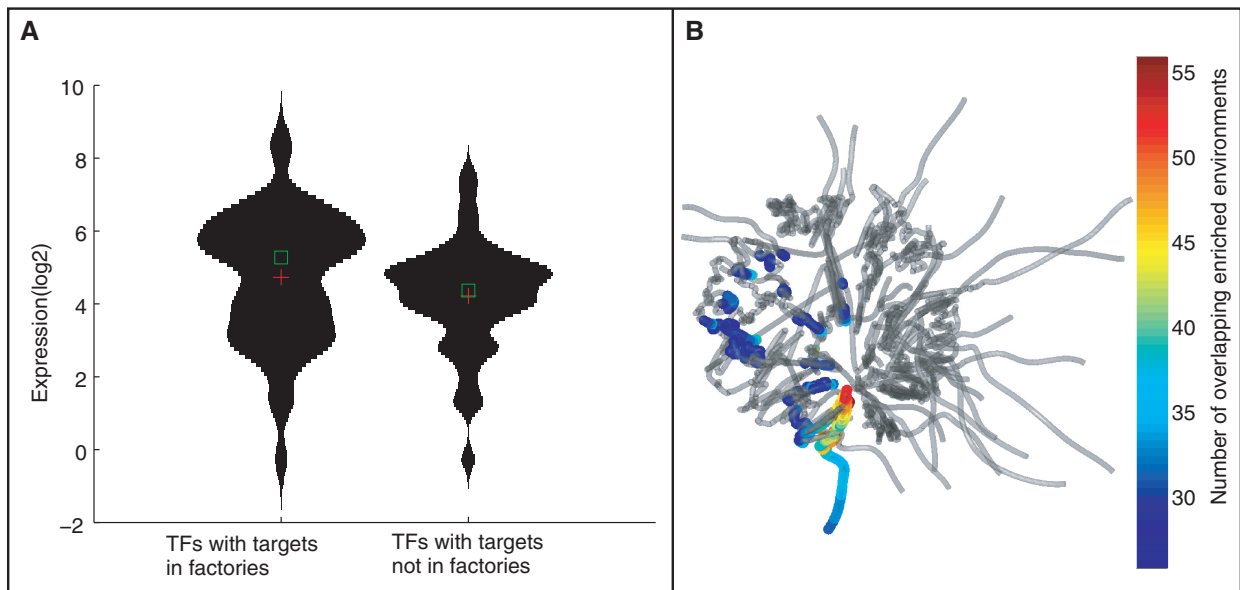 A
10
8
6
4
2
0
−2
Expression(log2)
TFs with targets
in factories
TFs with targets
not in factories
B
55
50
45
40
35
30
Number of overlapping enriched environments